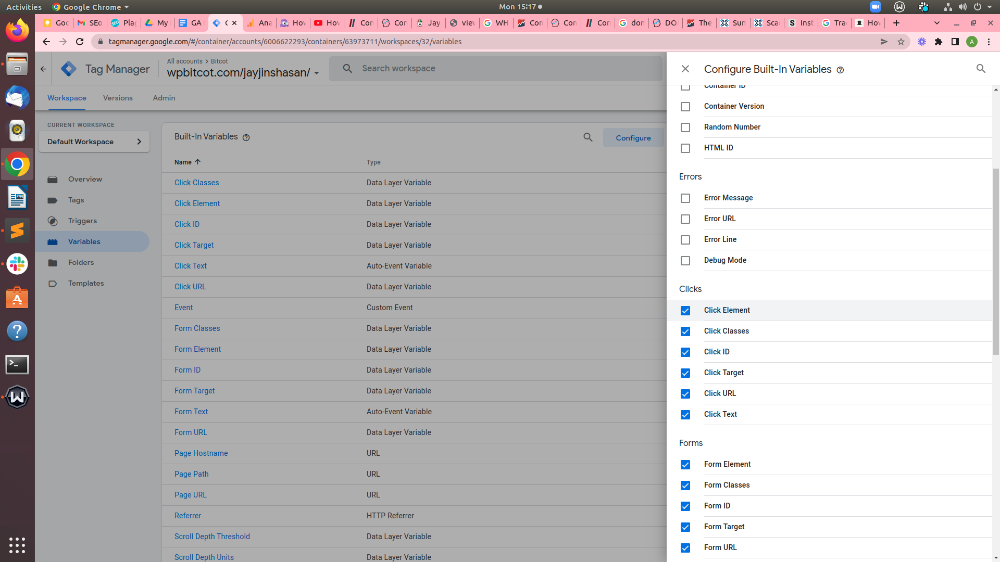 Activities
Google Chrome
Mon 15:17
Goo
SEo
Pla
My
GA
Ana
Hov
Hov
Con
Con
Jay
viev
WH
Con
Con
Con
don
DO
The
Sun
Sca
Inst
Tra
Hov
tagmanager.google.com/#/container/accounts/6006622293/containers/63973711/workspaces/32/variables
A
Tag Manager
All accounts > Bitcot
wpbitcot.com/jayjinshasan/
Search workspace
Workspace
Versions
Admin
CURRENT WORKSPACE
Default Workspace
Overview
Tags
Triggers
Variables
Folders
Templates
Built-In Variables
Configure
Name
Type
Click Classes
Data Layer Variable
Click Element
Data Layer Variable
Click ID
Data Layer Variable
Click Target
Data Layer Variable
Click Text
Auto-Event Variable
Click URL
Data Layer Variable
Event
Custom Event
Form Classes
Data Layer Variable
Form Element
Data Layer Variable
Form ID
Data Layer Variable
Form Target
Data Layer Variable
Form Text
Auto-Event Variable
Form URL
Data Layer Variable
Page Hostname
URL
Page Path
URL
Page URL
URL
Referrer
HTTP Referrer
Scroll Depth Threshold
Data Layer Variable
Scroll Depth Units
Data Layer Variable
Configure Built-In Variables
Container ID
Container Version
Random Number
HTML ID
Errors
Error Message
Error URL
Error Line
Debug Mode
Clicks
Click Element
Click Classes
Click ID
Click Target
Click URL
Click Text
Forms
Form Element
Form Classes
Form ID
Form Target
Form URL